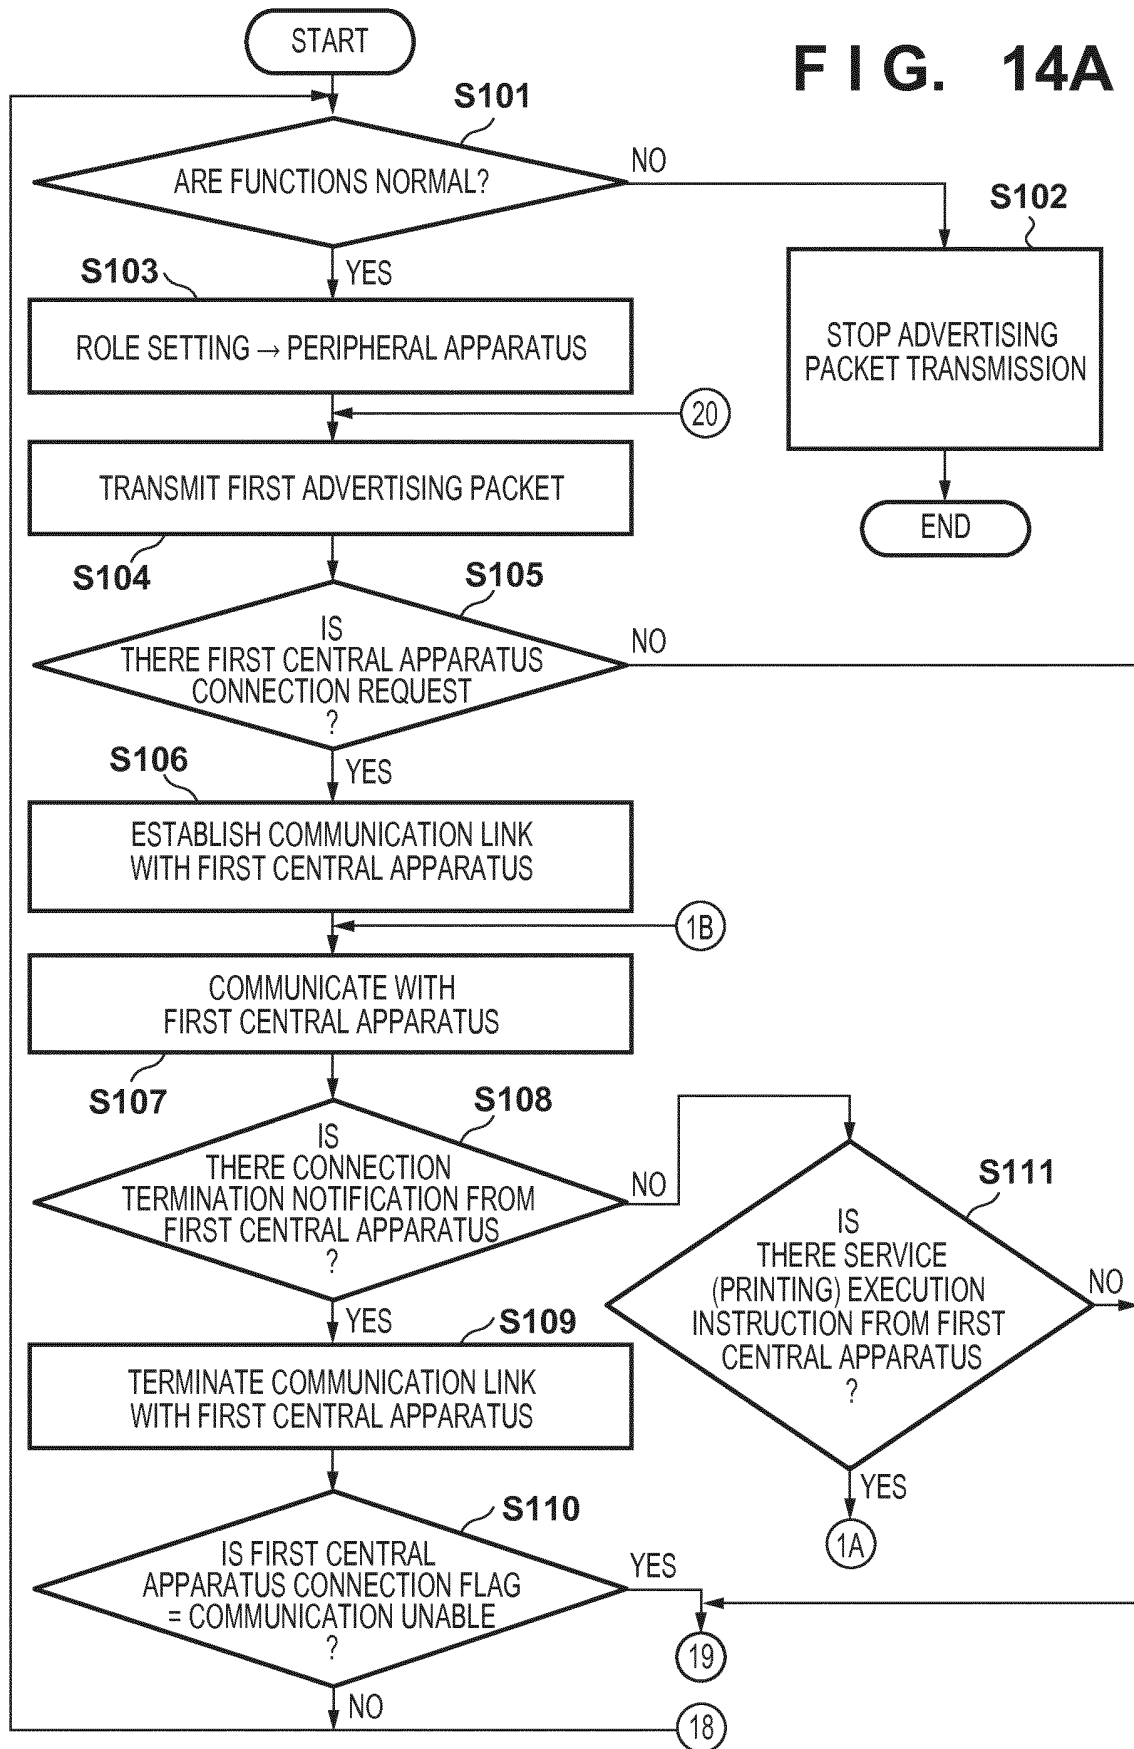 START
F I G. 14A
S101
ARE FUNCTIONS NORMAL?
NO
S102
YES
STOP ADVERTISING
PACKET TRANSMISSION
END
S103
ROLE SETTING → PERIPHERAL APPARATUS
20
TRANSMIT FIRST ADVERTISING PACKET
S104
S105
IS
THERE FIRST CENTRAL APPARATUS
CONNECTION REQUEST
?
NO
YES
S106
ESTABLISH COMMUNICATION LINK
WITH FIRST CENTRAL APPARATUS
1B
COMMUNICATE WITH
FIRST CENTRAL APPARATUS
S107
S108
IS
THERE CONNECTION
TERMINATION NOTIFICATION FROM
FIRST CENTRAL APPARATUS
?
NO
YES
S111
IS
THERE SERVICE
(PRINTING) EXECUTION
INSTRUCTION FROM FIRST
CENTRAL APPARATUS
?
NO
YES
1A
S109
TERMINATE COMMUNICATION LINK
WITH FIRST CENTRAL APPARATUS
S110
IS FIRST CENTRAL
APPARATUS CONNECTION FLAG
= COMMUNICATION UNABLE
?
YES
19
NO
18